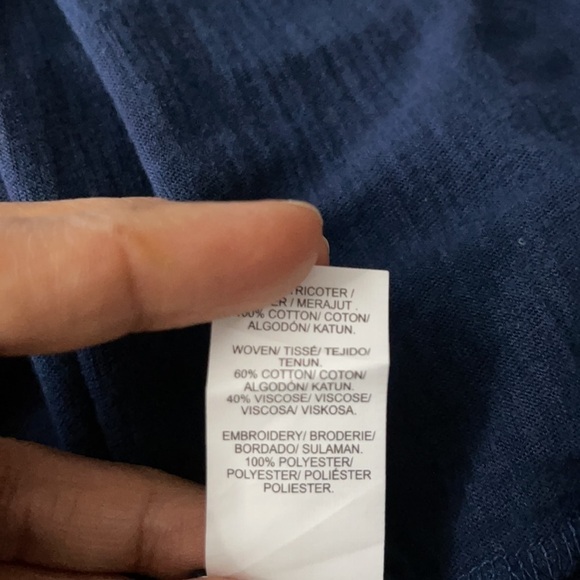 RICOTER /
ER / MERAJUT .
100% COTTON/ COTON/
ALGODÓN/ KATUN.
WOVEN/ TISSÉ/ TEJIDO/
TENUN.
60% COTTON/ COTON/
ALGODÓN/ KATUN.
40% VISCOSE/ VISCOSE/
VISCOSA/ VISKOSA.
EMBROIDERY/ BRODERIE/
BORDADO/ SULAMAN.
100% POLYESTER/
POLYESTER/ POLIÉSTER
POLIESTER.